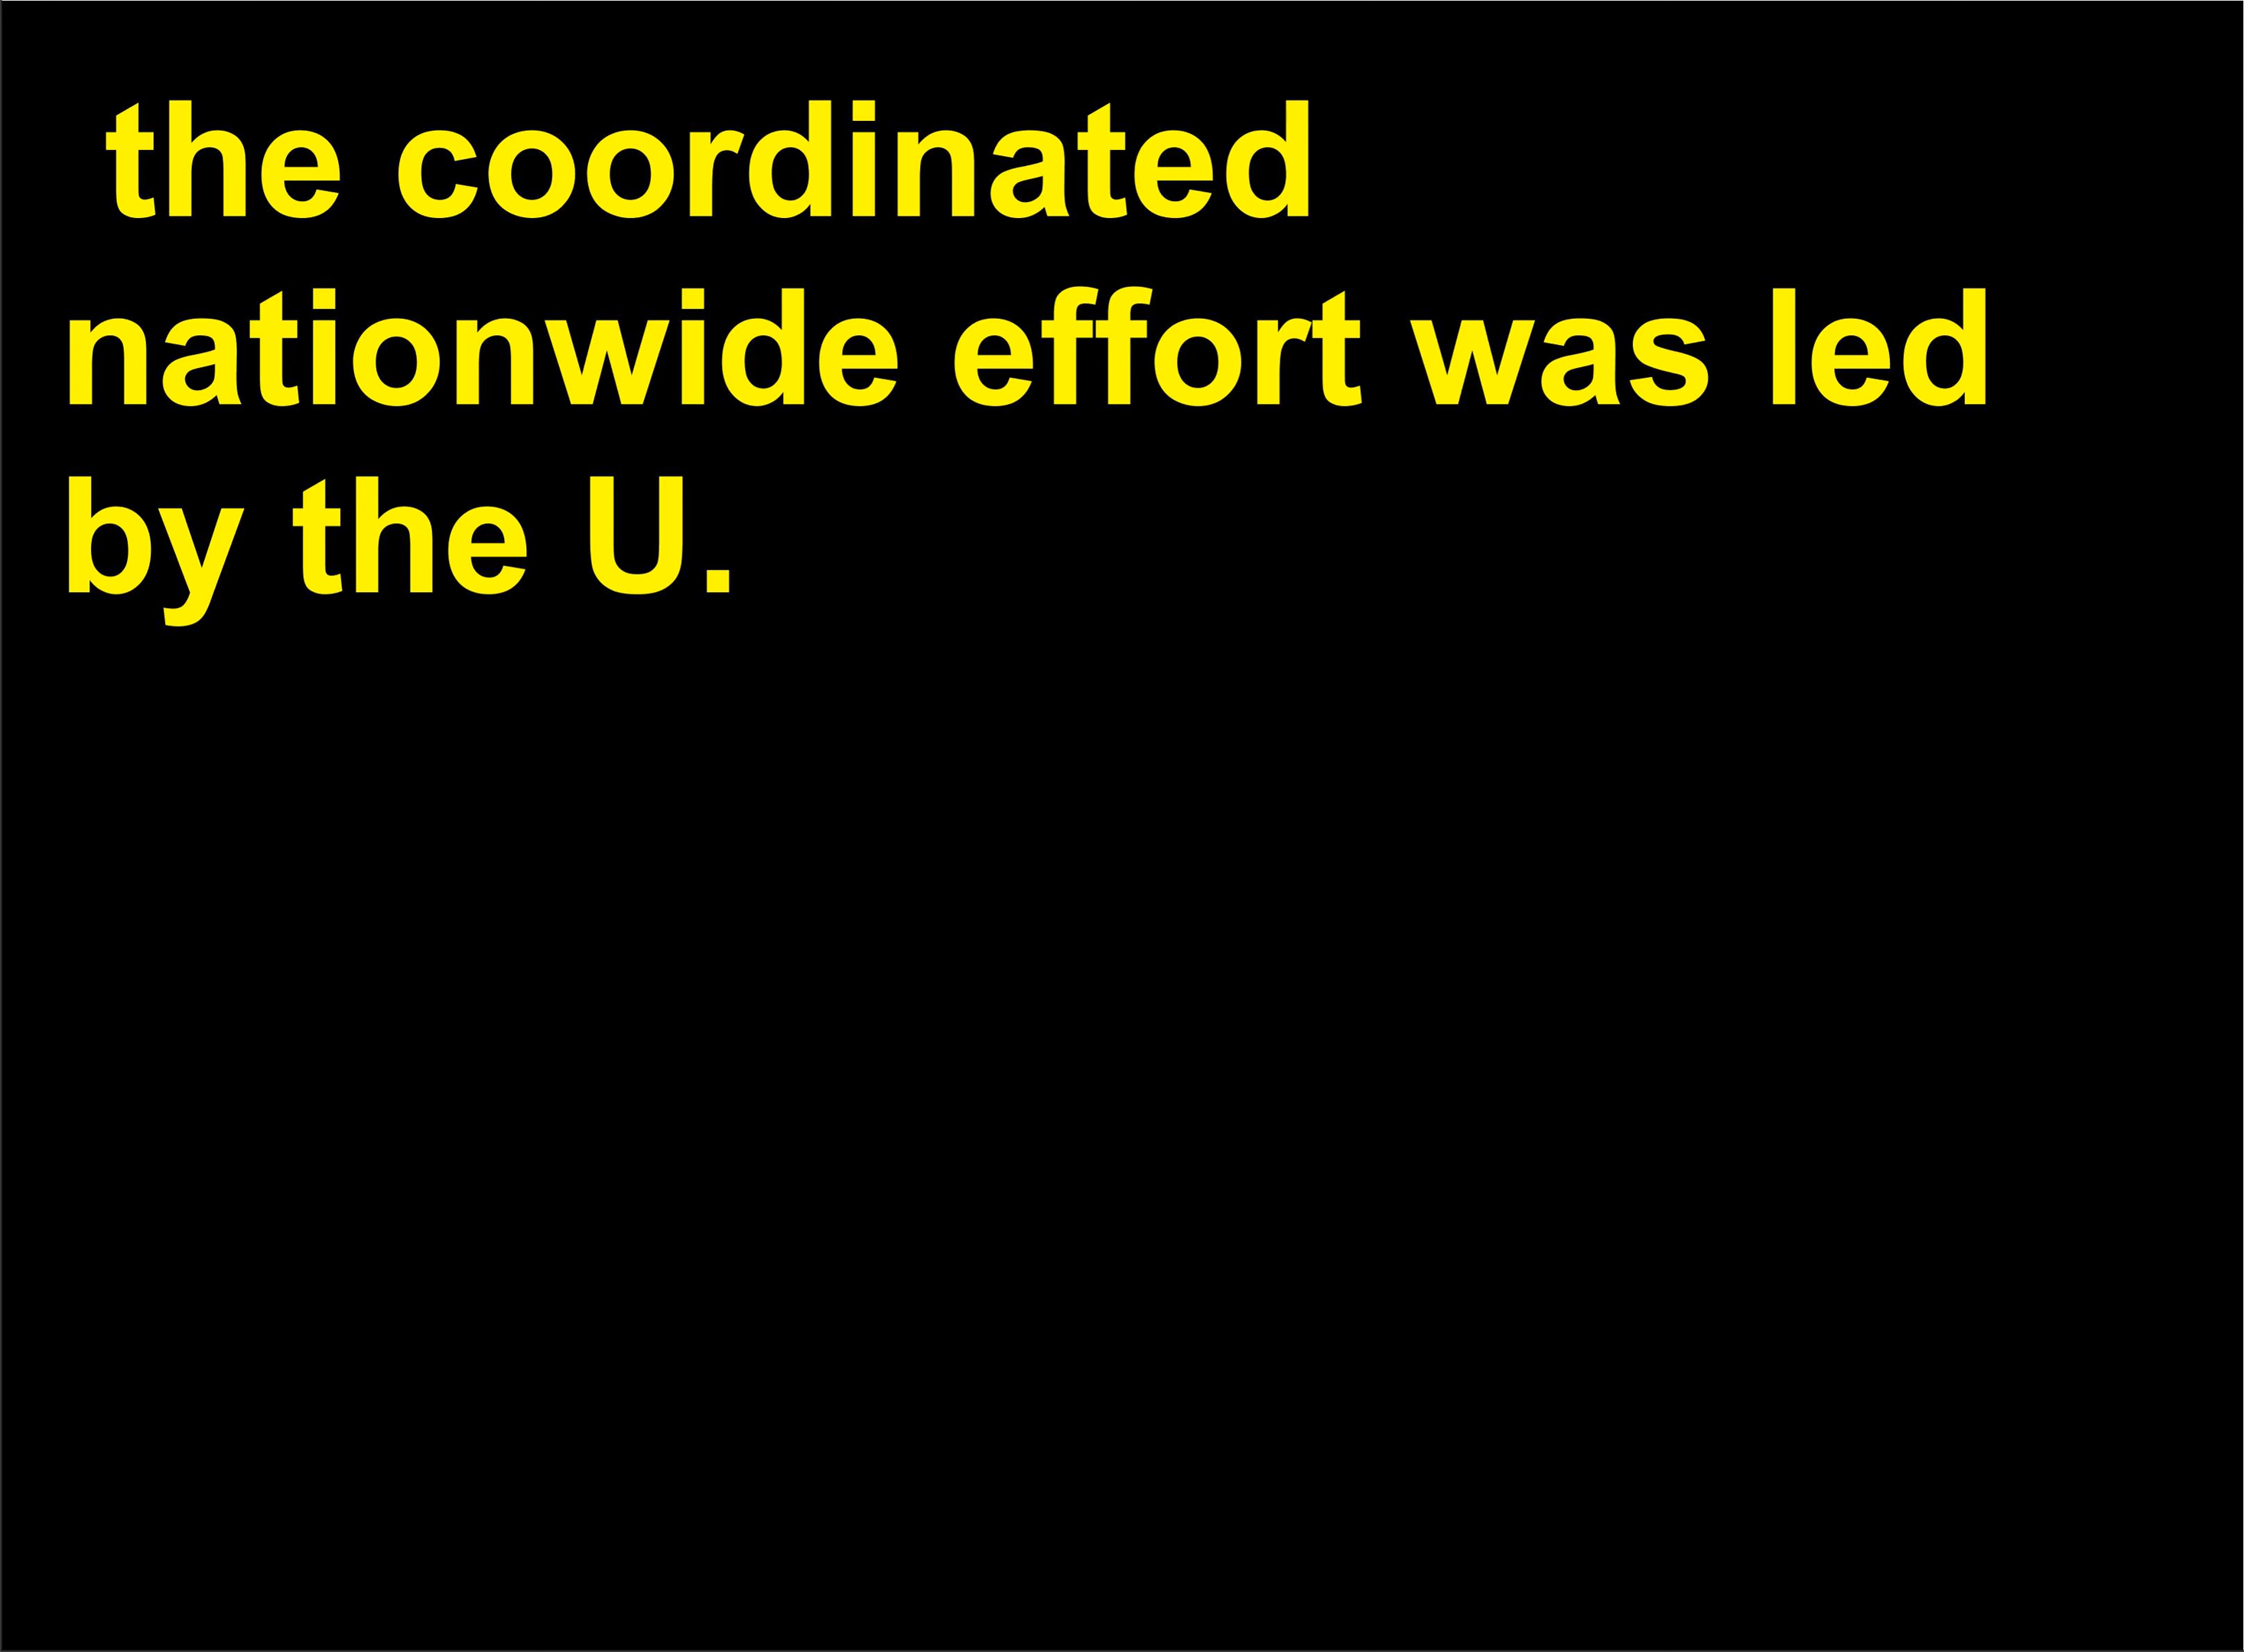 the coordinated
nationwide effort was led
by the U.